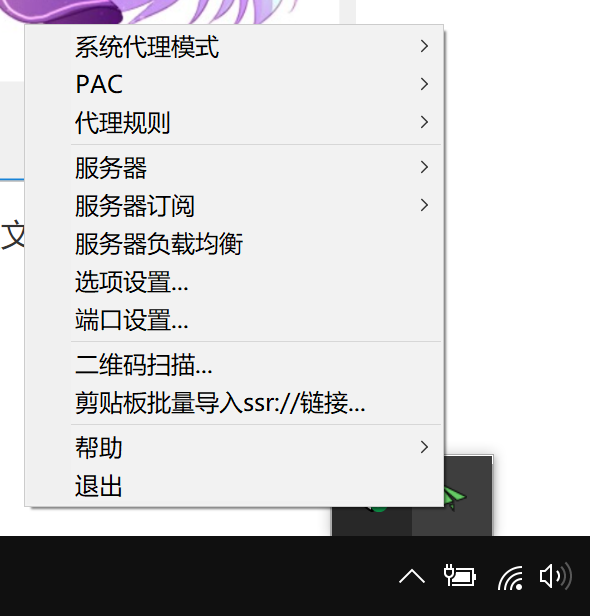 系统代理模式
PAC
代理规则
服务器
服务器订阅
文
服务器负载均衡
选项设置...
端口设置...
二维码扫描...
剪贴板批量导入ssr://链接...
帮助
退出